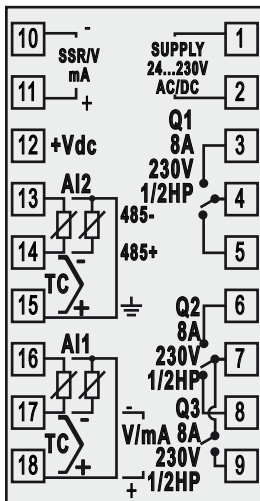 10
-
SSR/V
mA
11
+
12
+Vdc
13
AI2
485-
14
-
485+
TC
15
+
16
AI1
17
-
-
V/mA
TC
18
+
+
SUPPLY
24...230V
AC/DC
1
2
Q1
8A
230V
1/2HP
3
4
5
Q2
8A
230V
1/2HP
6
7
8
Q3
8A
230V
1/2HP
9